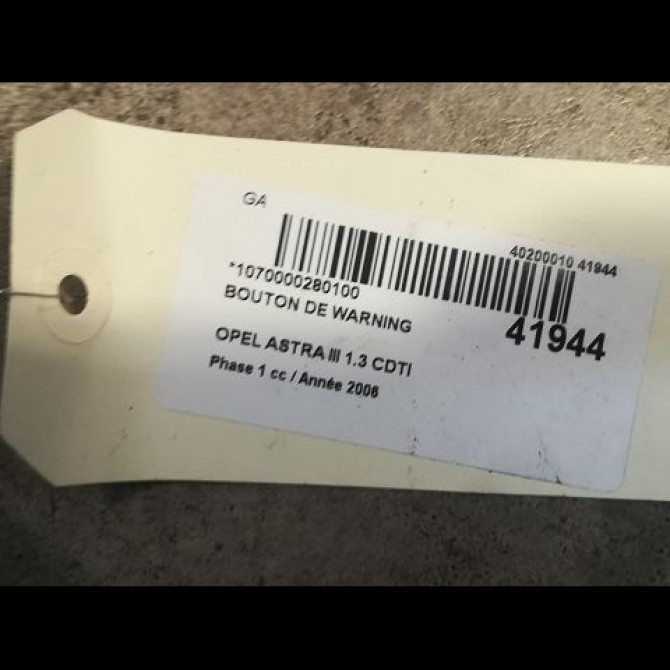 GA
40200010 41944
*1070000280100
BOUTON DE WARNING
41944
OPEL ASTRA III 1.3 CDTI
Phase 1 cc / Année 2006